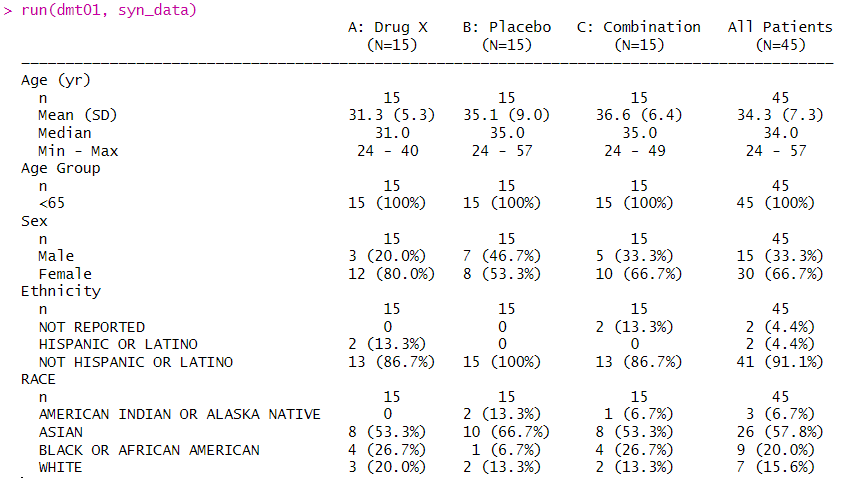 > run(dmt01, syn_data)
A: Drug X B: Placebo C: Combination All Patients
(N=15) (N=15) (N=15) (N=45)
Age (yr)
n 15 15 15 45
Mean (SD) 31.3 (5.3) 35.1 (9.0) 36.6 (6.4) 34.3 (7.3)
Median 31.0 35.0 35.0 34.0
Min - Max 24 - 40 24 - 57 24 - 49 24 - 57
Age Group
n 15 15 15 45
<65 15 (100%) 15 (100%) 15 (100%) 45 (100%)
Sex
n 15 15 15 45
Male 3 (20.0%) 7 (46.7%) 5 (33.3%) 15 (33.3%)
Female 12 (80.0%) 8 (53.3%) 10 (66.7%) 30 (66.7%)
Ethnicity
n 15 15 15 45
NOT REPORTED 0 0 2 (13.3%) 2 (4.4%)
HISPANIC OR LATINO 2 (13.3%) 0 0 2 (4.4%)
NOT HISPANIC OR LATINO 13 (86.7%) 15 (100%) 13 (86.7%) 41 (91.1%)
RACE
n 15 15 15 45
AMERICAN INDIAN OR ALASKA NATIVE 0 2 (13.3%) 1 (6.7%) 3 (6.7%)
ASIAN 8 (53.3%) 10 (66.7%) 8 (53.3%) 26 (57.8%)
BLACK OR AFRICAN AMERICAN 4 (26.7%) 1 (6.7%) 4 (26.7%) 9 (20.0%)
WHITE 3 (20.0%) 2 (13.3%) 2 (13.3%) 7 (15.6%)